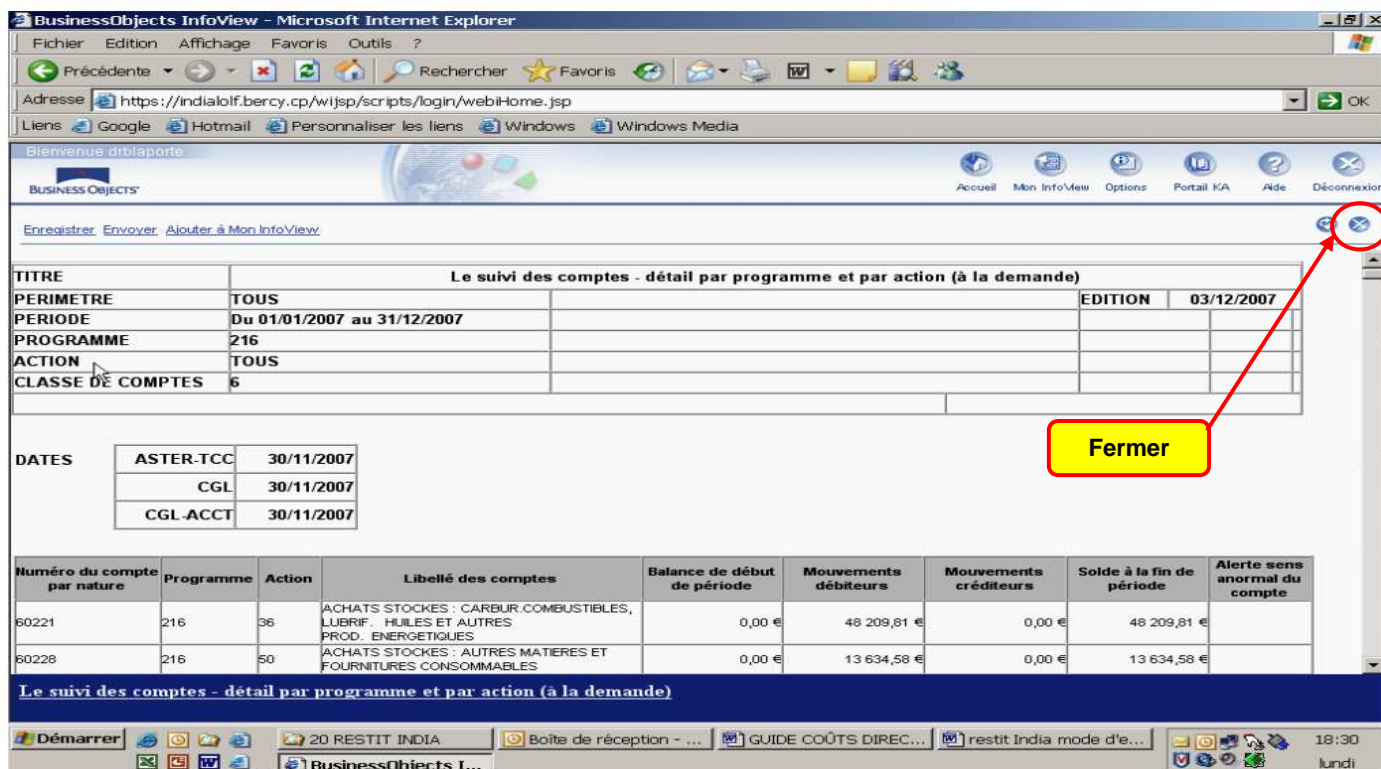 BusinessObjects InfoView - Microsoft Internet Explorer
Fichier Edition Affichage Favoris Outils ?
Précédente Rechercher Favoris
Adresse https://indialolf.bercy.cp/wijsp/scripts/login/webiHome.jsp OK
Liens Google Hotmail Personnaliser les liens Windows Windows Media
Bienvenue drblaporte
BUSINESS OBJECTS
Accueil Mon InfoView Options Portail KA Aide Déconnexion
Enregistrer Envoyer Ajouter à Mon InfoView
TITRE Le suivi des comptes - détail par programme et par action (à la demande)
PERIMETRE TOUS EDITION 03/12/2007
PERIODE Du 01/01/2007 au 31/12/2007
PROGRAMME 216
ACTION TOUS
CLASSE DE COMPTES 6
Fermer
DATES ASTER-TCC 30/11/2007
CGL 30/11/2007
CGL-ACCT 30/11/2007
Numéro du compte par nature Programme Action Libellé des comptes Balance de début de période Mouvements débiteurs Mouvements créditeurs Solde à la fin de période Alerte sens anormal du compte
60221 216 36 ACHATS STOCKES : CARBUR.COMBUSTIBLES, LUBRIF. HUILES ET AUTRES PROD. ENERGETIQUES 0,00 € 48 209,81 € 0,00 € 48 209,81 €
60228 216 50 ACHATS STOCKES : AUTRES MATIERES ET FOURNITURES CONSOMMABLES 0,00 € 13 634,58 € 0,00 € 13 634,58 €
Le suivi des comptes - détail par programme et par action (à la demande)
Démarrer 20 RESTIT INDIA Boîte de réception - ... GUIDE COÛTS DIREC... restit India mode d'e... 18:30
BusinessObjects I... lundi